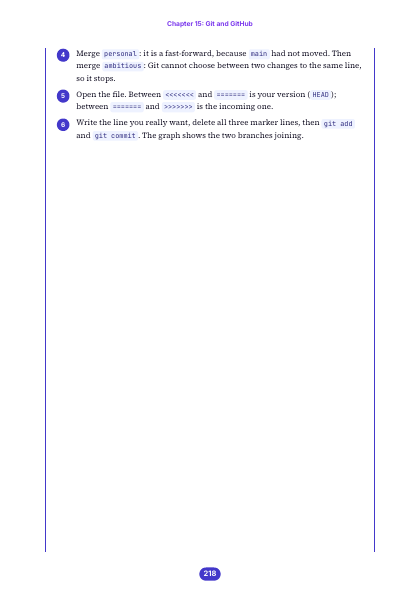 Chapter 15: Git and GitHub
4 Merge personal: it is a fast-forward, because main had not moved. Then
merge ambitious: Git cannot choose between two changes to the same line,
so it stops.
5 Open the file. Between <<<<<<< and ======= is your version (HEAD);
between ======= and >>>>>>> is the incoming one.
6 Write the line you really want, delete all three marker lines, then git add
and git commit. The graph shows the two branches joining.
218